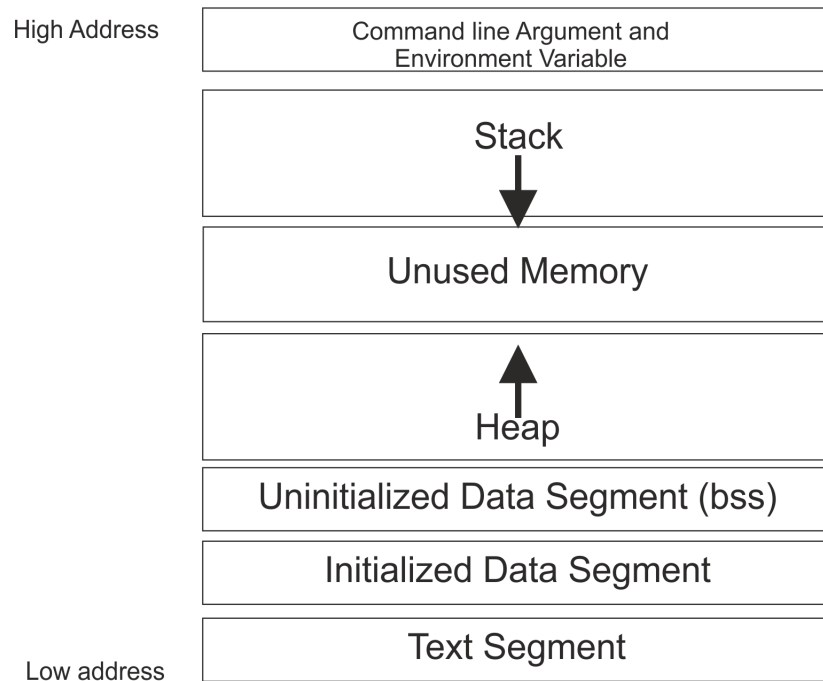 High Address
Command line Argument and
Environment Variable
Stack
Unused Memory
Heap
Uninitialized Data Segment (bss)
Initialized Data Segment
Text Segment
Low address